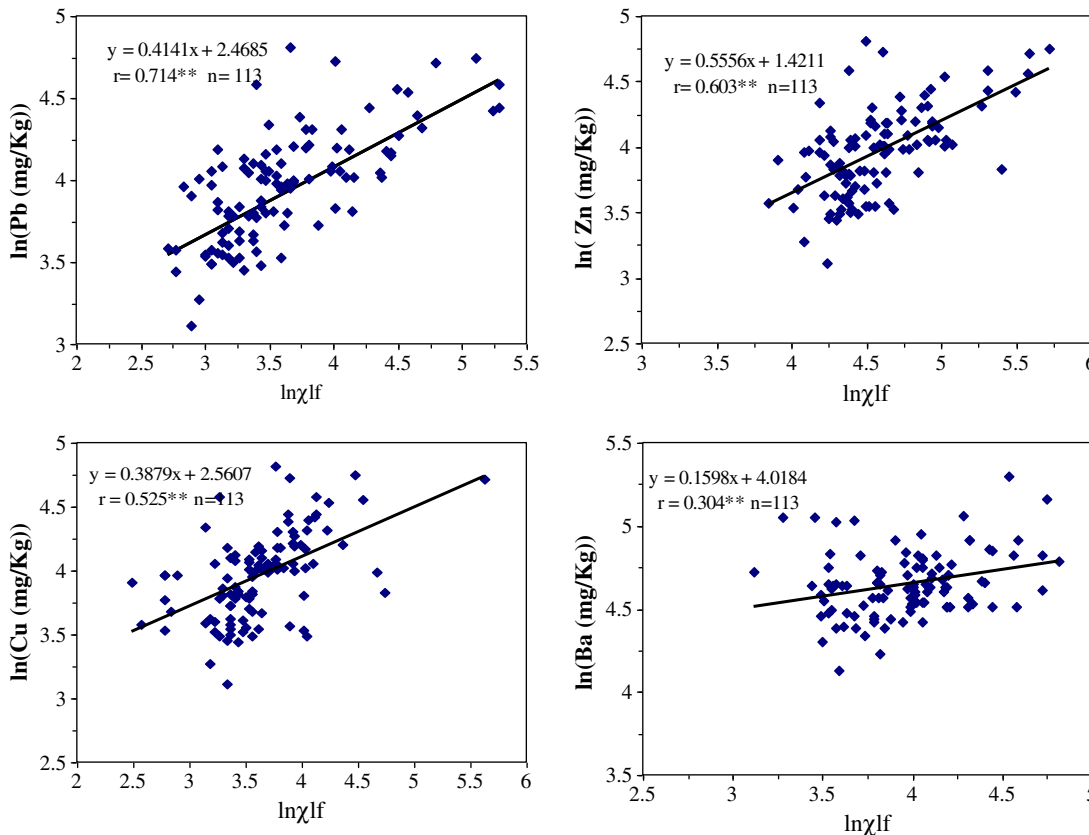 5
4.5
4
3.5
3
ln(Pb (mg/Kg))
y = 0.4141x + 2.4685
r= 0.714** n= 113
2 2.5 3 3.5 4 4.5 5 5.5
lnχlf
5
4.5
4
3.5
3
2.5
ln( Zn (mg/Kg))
y = 0.5556x + 1.4211
r= 0.603** n=113
3 4 4.5 5 5.5 6
lnχlf
5
4.5
4
3.5
3
2.5
ln(Cu (mg/Kg))
y = 0.3879x + 2.5607
r = 0.525** n=113
2 2.5 3 3.5 4 4.5 5 5.5 6
lnχlf
5.5
5
4.5
4
3.5
ln(Ba (mg/Kg))
y = 0.1598x + 4.0184
r = 0.304** n=113
2.5 3 3.5 4 4.5 5
lnχlf